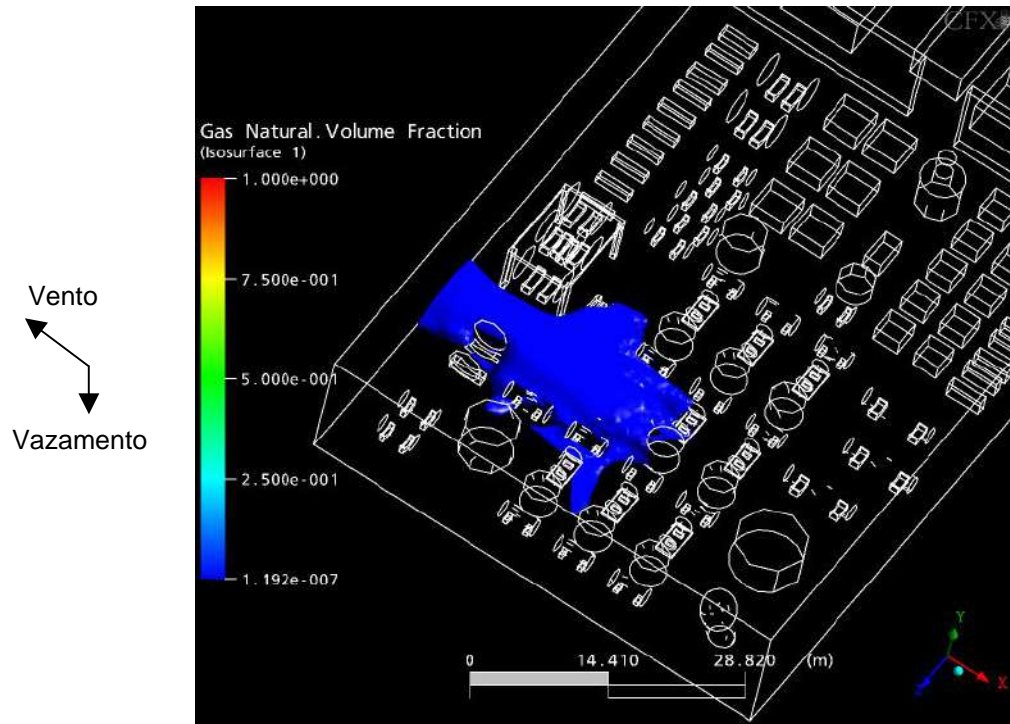 CFX
Gas Natural.Volume Fraction
(Isosurface 1)
1.000e+000
7.500e-001
5.000e-001
2.500e-001
1.192e-007
Vento
Vazamento
0 14.410 28.820 (m)
Y
X
Z